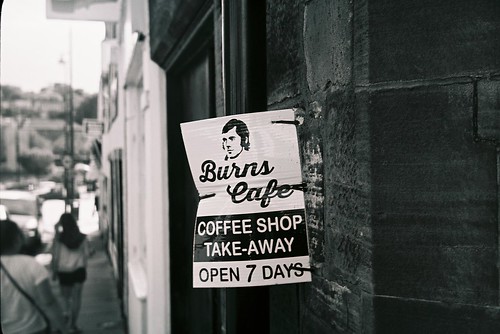 Burns
Cafe
COFFEE SHOP
TAKE-AWAY
OPEN 7 DAYS